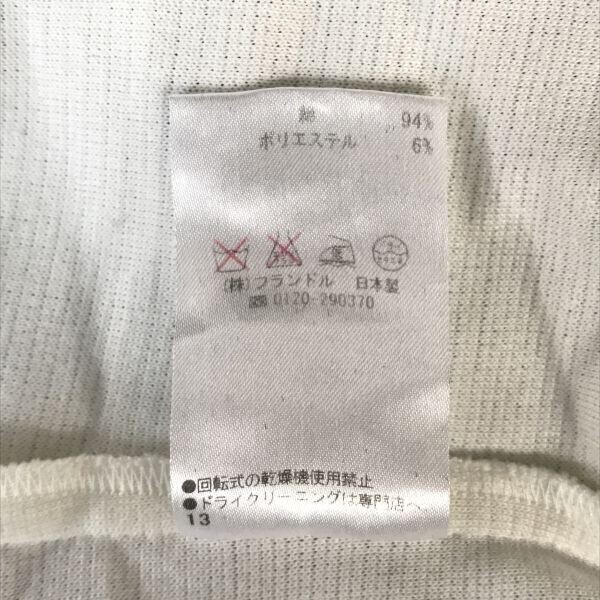 綿 94%
ポリエステル 6%
(株)フランドル 日本製
0120-290370
●回転式の乾燥機使用禁止
●ドライクリーニングは専門店へ
13